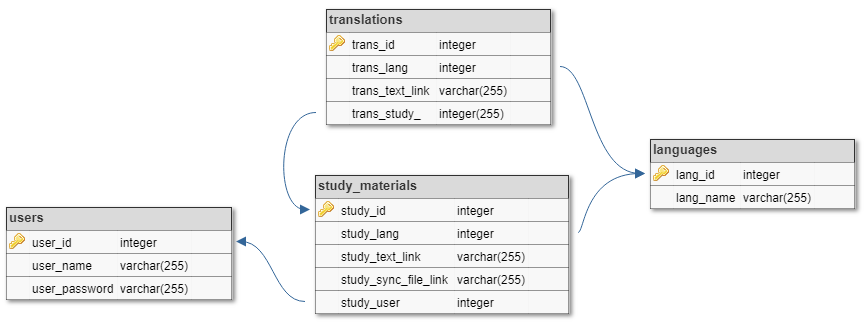 translations
trans_id integer
trans_lang integer
trans_text_link varchar(255)
trans_study_ integer(255)
languages
lang_id integer
lang_name varchar(255)
study_materials
study_id integer
study_lang integer
study_text_link varchar(255)
study_sync_file_link varchar(255)
study_user integer
users
user_id integer
user_name varchar(255)
user_password varchar(255)